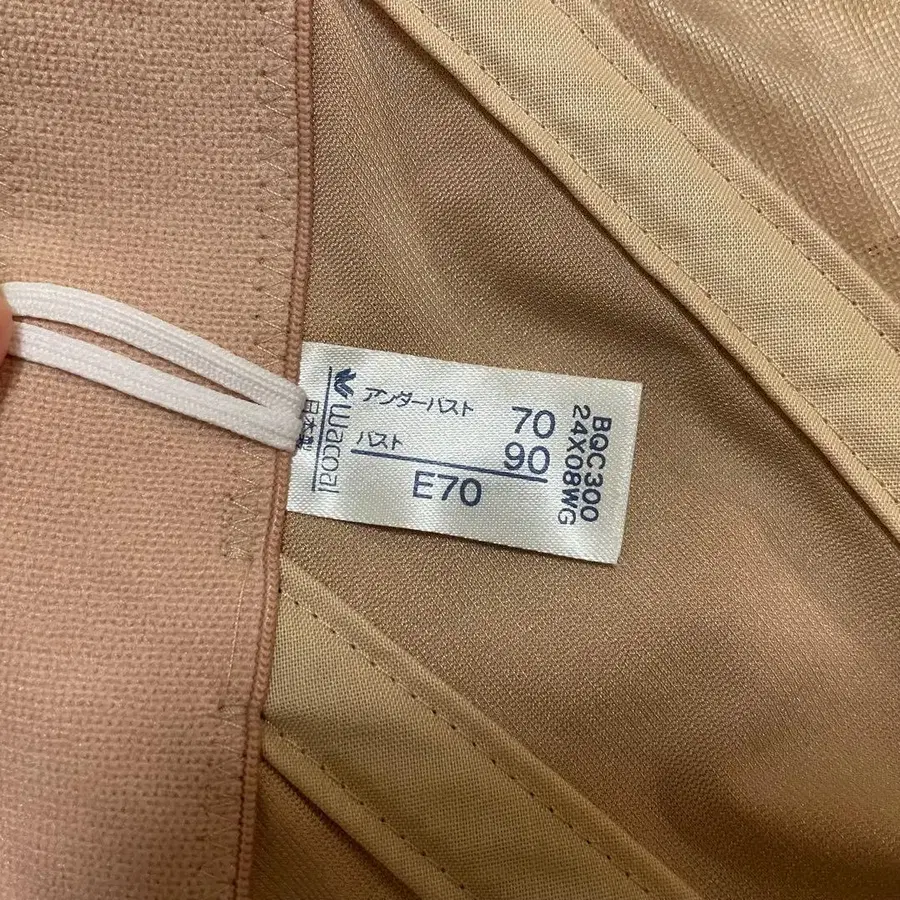 アンダーバスト 70
バスト 90
E70
Wacoal
日本製
BQC300
24X08WG